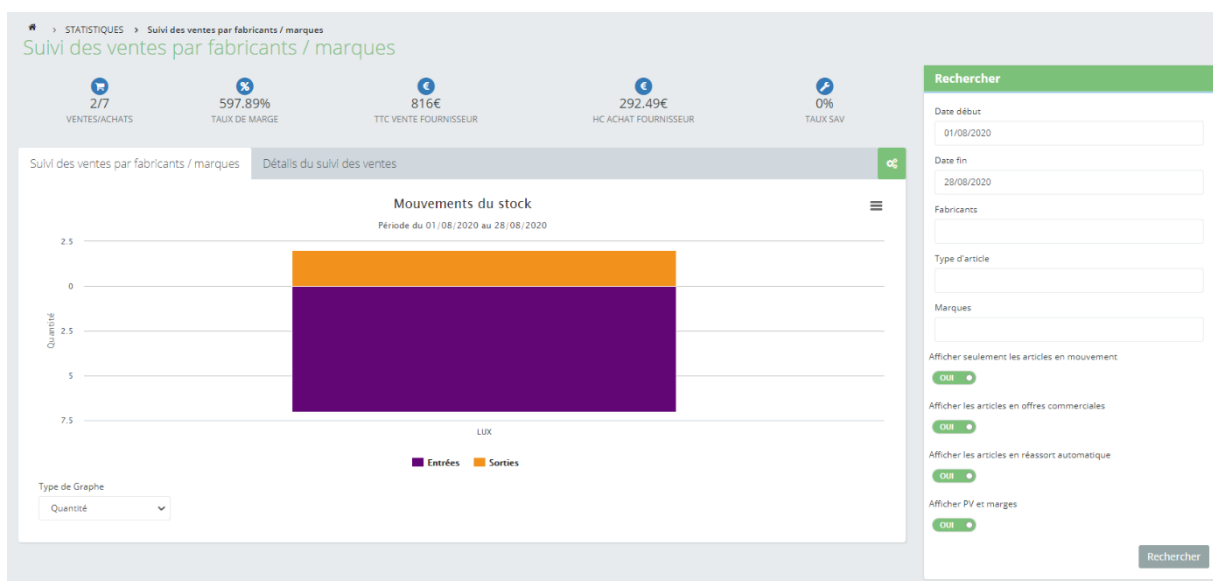 STATISTIQUES > Suivi des ventes par fabricants / marques
Suivi des ventes par fabricants / marques
2/7
VENTES/ACHATS
597.89%
TAUX DE MARGE
816€
TTC VENTE FOURNISSEUR
292.49€
HC ACHAT FOURNISSEUR
0%
TAUX SAV
Suivi des ventes par fabricants / marques
Détails du suivi des ventes
Mouvements du stock
Période du 01/08/2020 au 28/08/2020
Quantité
2.5
0
2.5
5
7.5
LUX
Entrées
Sorties
Type de Graphe
Quantité
Rechercher
Date début
01/08/2020
Date fin
28/08/2020
Fabricants
Type d'article
Marques
Afficher seulement les articles en mouvement
OUI
Afficher les articles en offres commerciales
OUI
Afficher les articles en réassort automatique
OUI
Afficher PV et marges
OUI
Rechercher